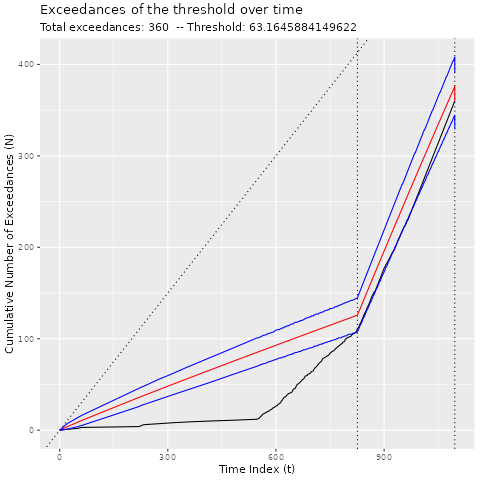 Exceedances of the threshold over time
Total exceedances: 360 -- Threshold: 63.1645884149622
Cumulative Number of Exceedances (N)
400
300
200
100
0
0 300 600 900
Time Index (t)